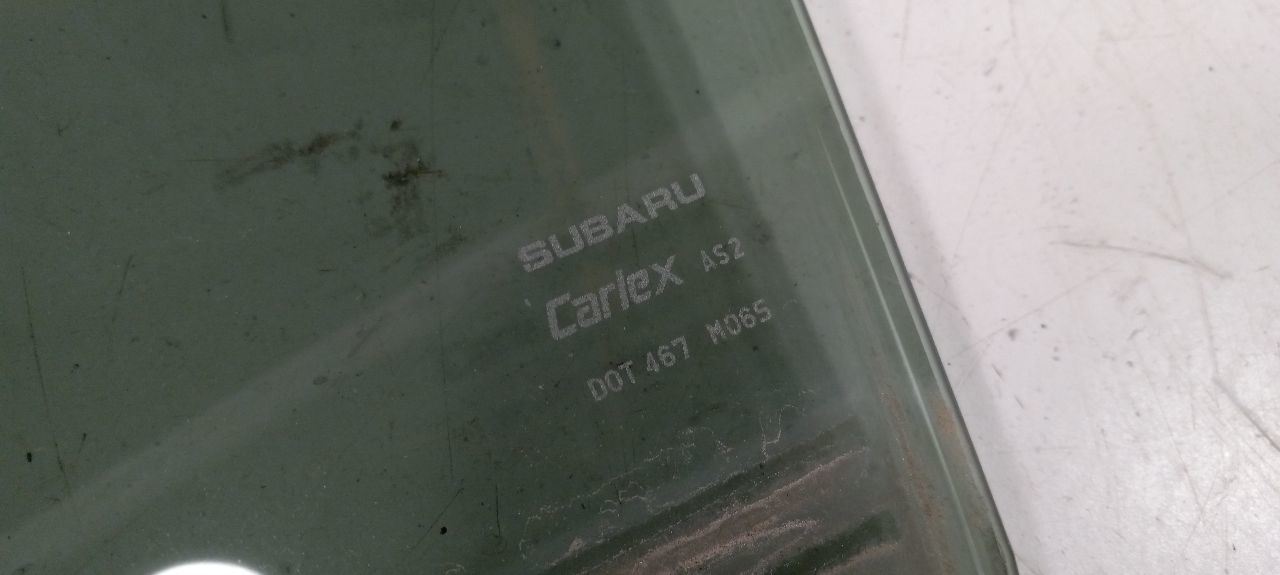 SUBARU
Carlex AS2
DOT 467 M065